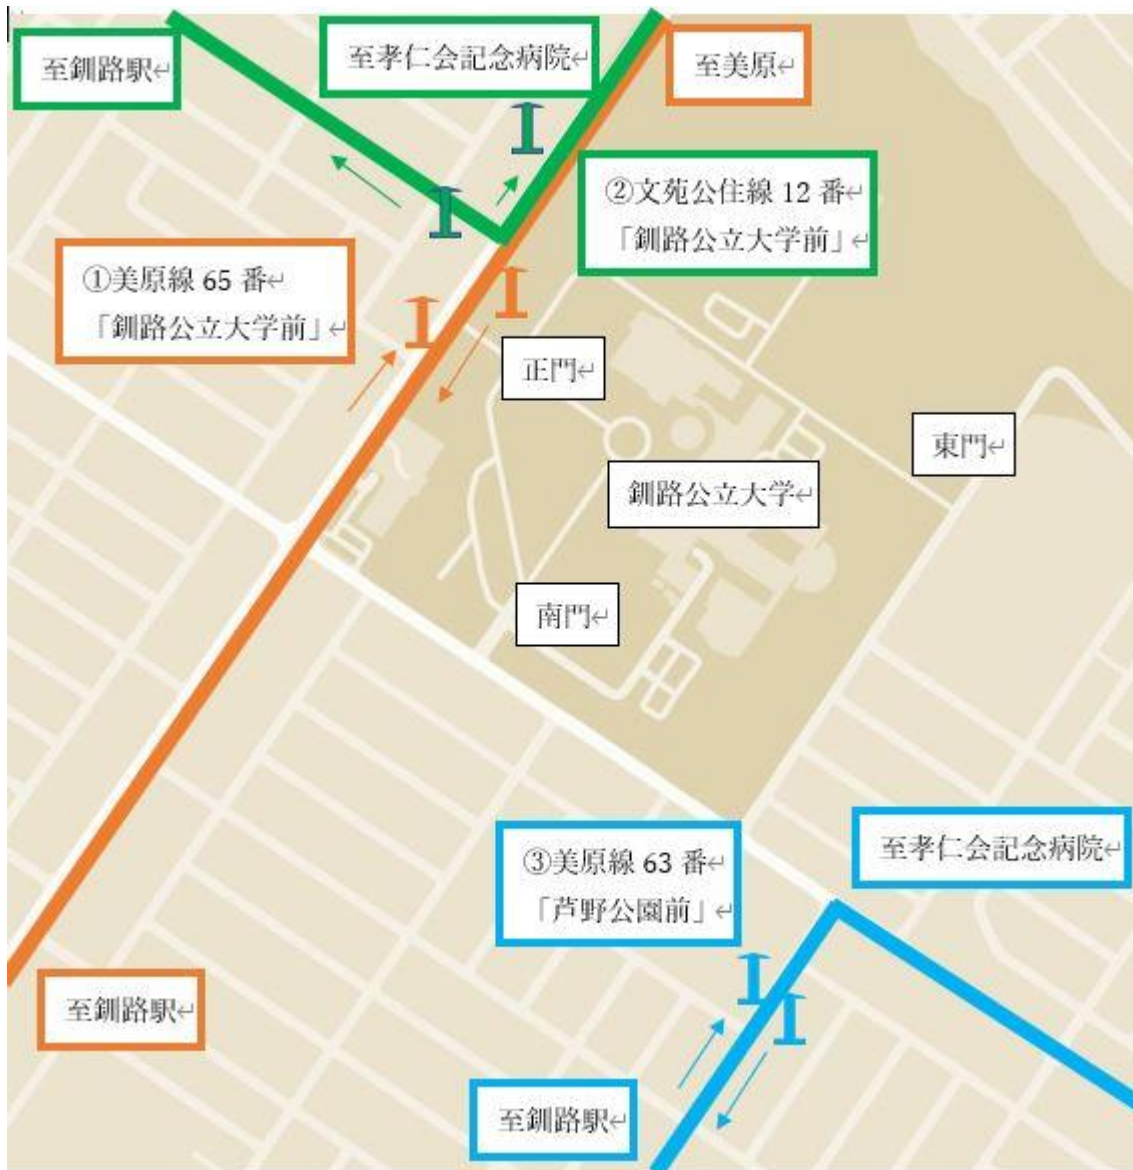 至釧路駅
至孝仁会記念病院
至美原
②文苑公住線 12 番
「釧路公立大学前」
①美原線 65 番
「釧路公立大学前」
正門
東門
釧路公立大学
南門
③美原線 63 番
「芦野公園前」
至孝仁会記念病院
至釧路駅
至釧路駅